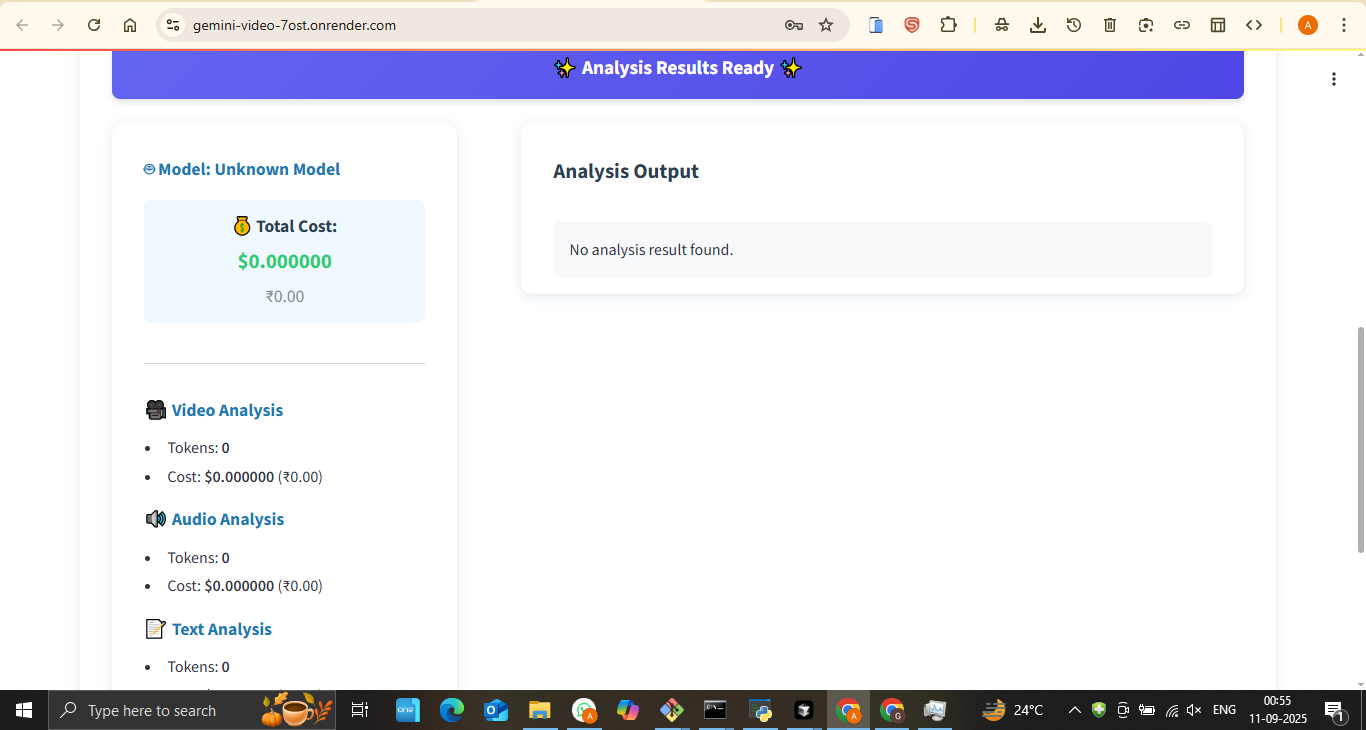 gemini-video-7ost.onrender.com
A
✨ Analysis Results Ready ✨
Model: Unknown Model
Total Cost:
$0.000000
₹0.00
Video Analysis
• Tokens: 0
• Cost: $0.000000 (₹0.00)
Audio Analysis
• Tokens: 0
• Cost: $0.000000 (₹0.00)
Text Analysis
• Tokens: 0
Analysis Output
No analysis result found.
Type here to search
one
A
A
G
24°C
ENG
00:55
11-09-2025
1